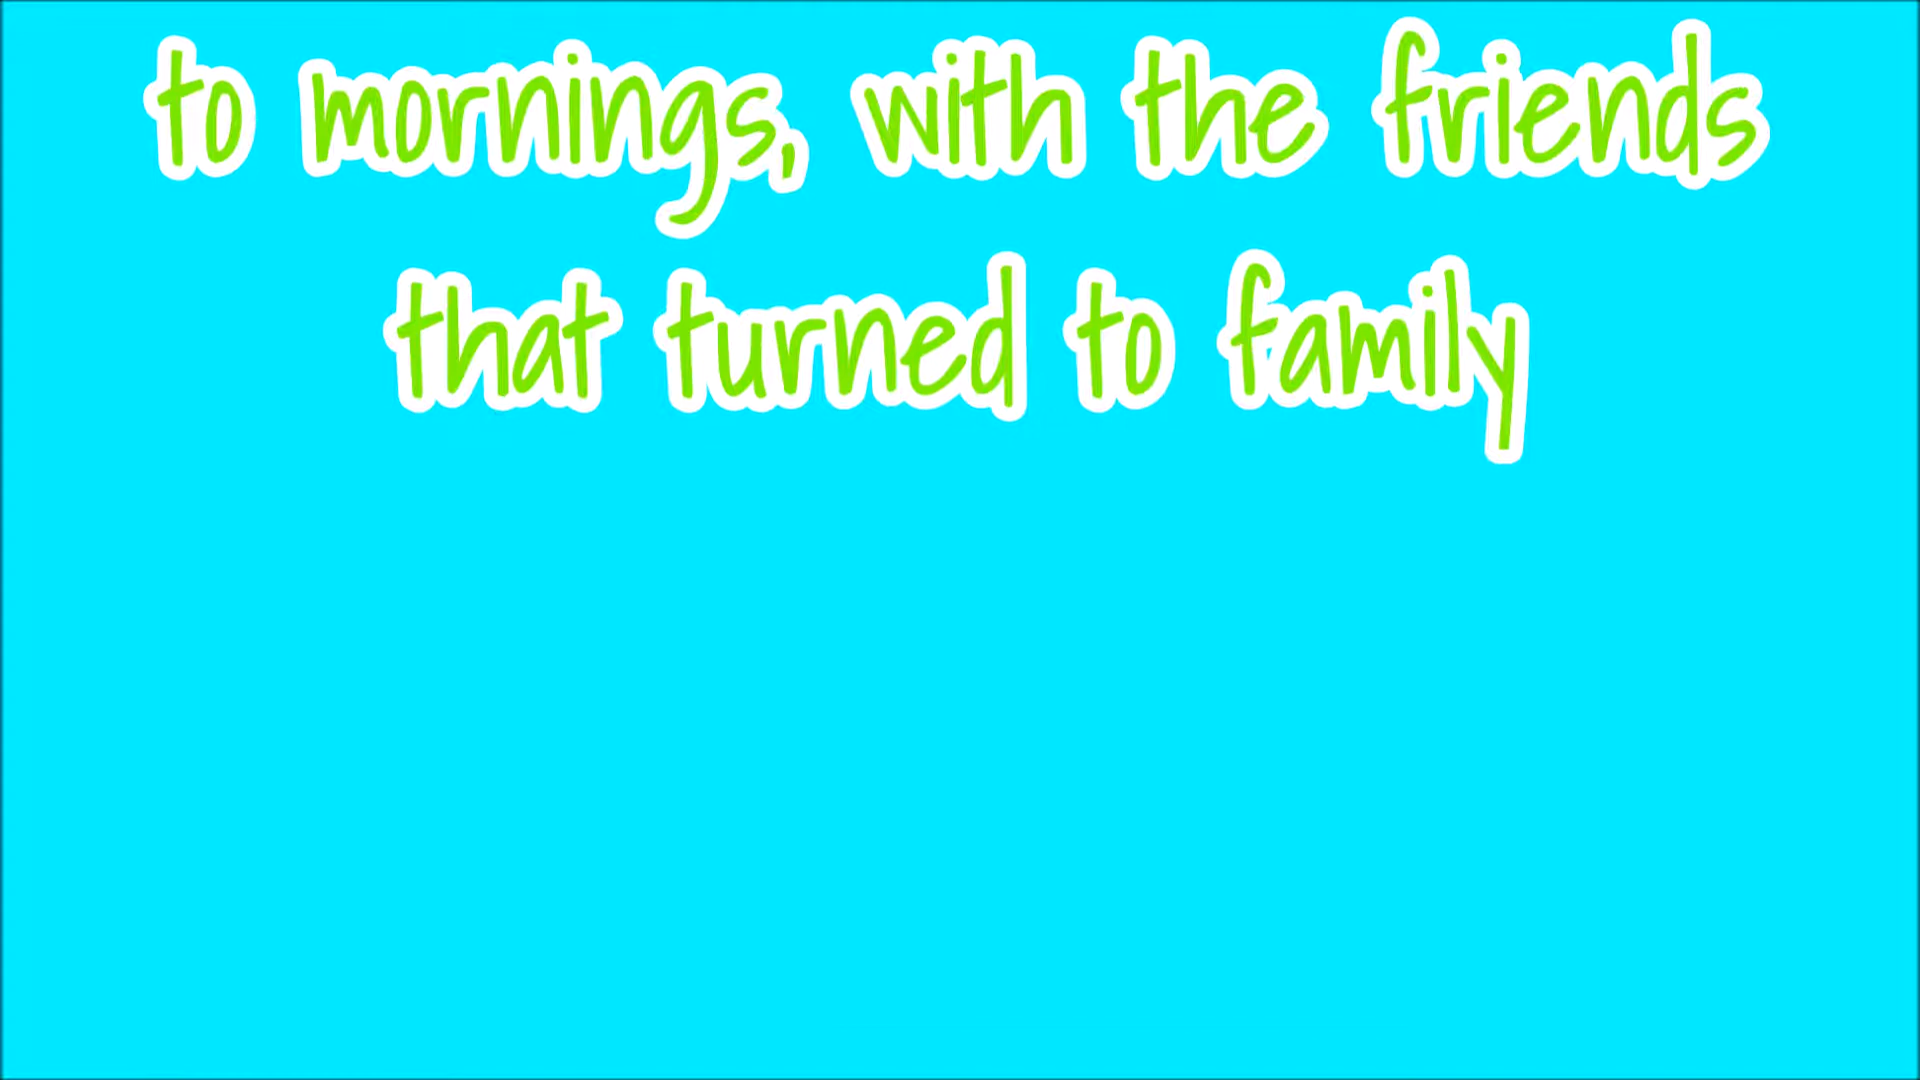 to mornings, with the friends
that turned to family